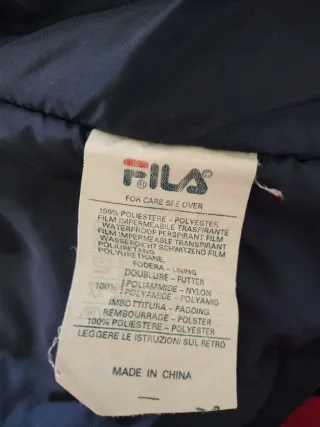 FILA
FOR CARE SEE OVER
100% POLIESTERE - POLYESTER
FILM IMPERMEABILE TRASPIRANTE
WATERPROOF PERSPIRANT FILM
FILM IMPERMEABILE TRANSPIRANT
WASSERDICHT SCHWITZEND FILM
POLIURETANO
POLYURETHANE,
FODERA - LINING
DOUBLURE - FUTTER
100% POLIAMMIDE - NYLON
POLYAMIDE - POLYAMID
IMBOTTITURA - PADDING
REMBOURRAGE - POLSTER
100% POLIESTERE - POLYESTER
LEGGERE LE ISTRUZIONI SUL RETRO
MADE IN CHINA